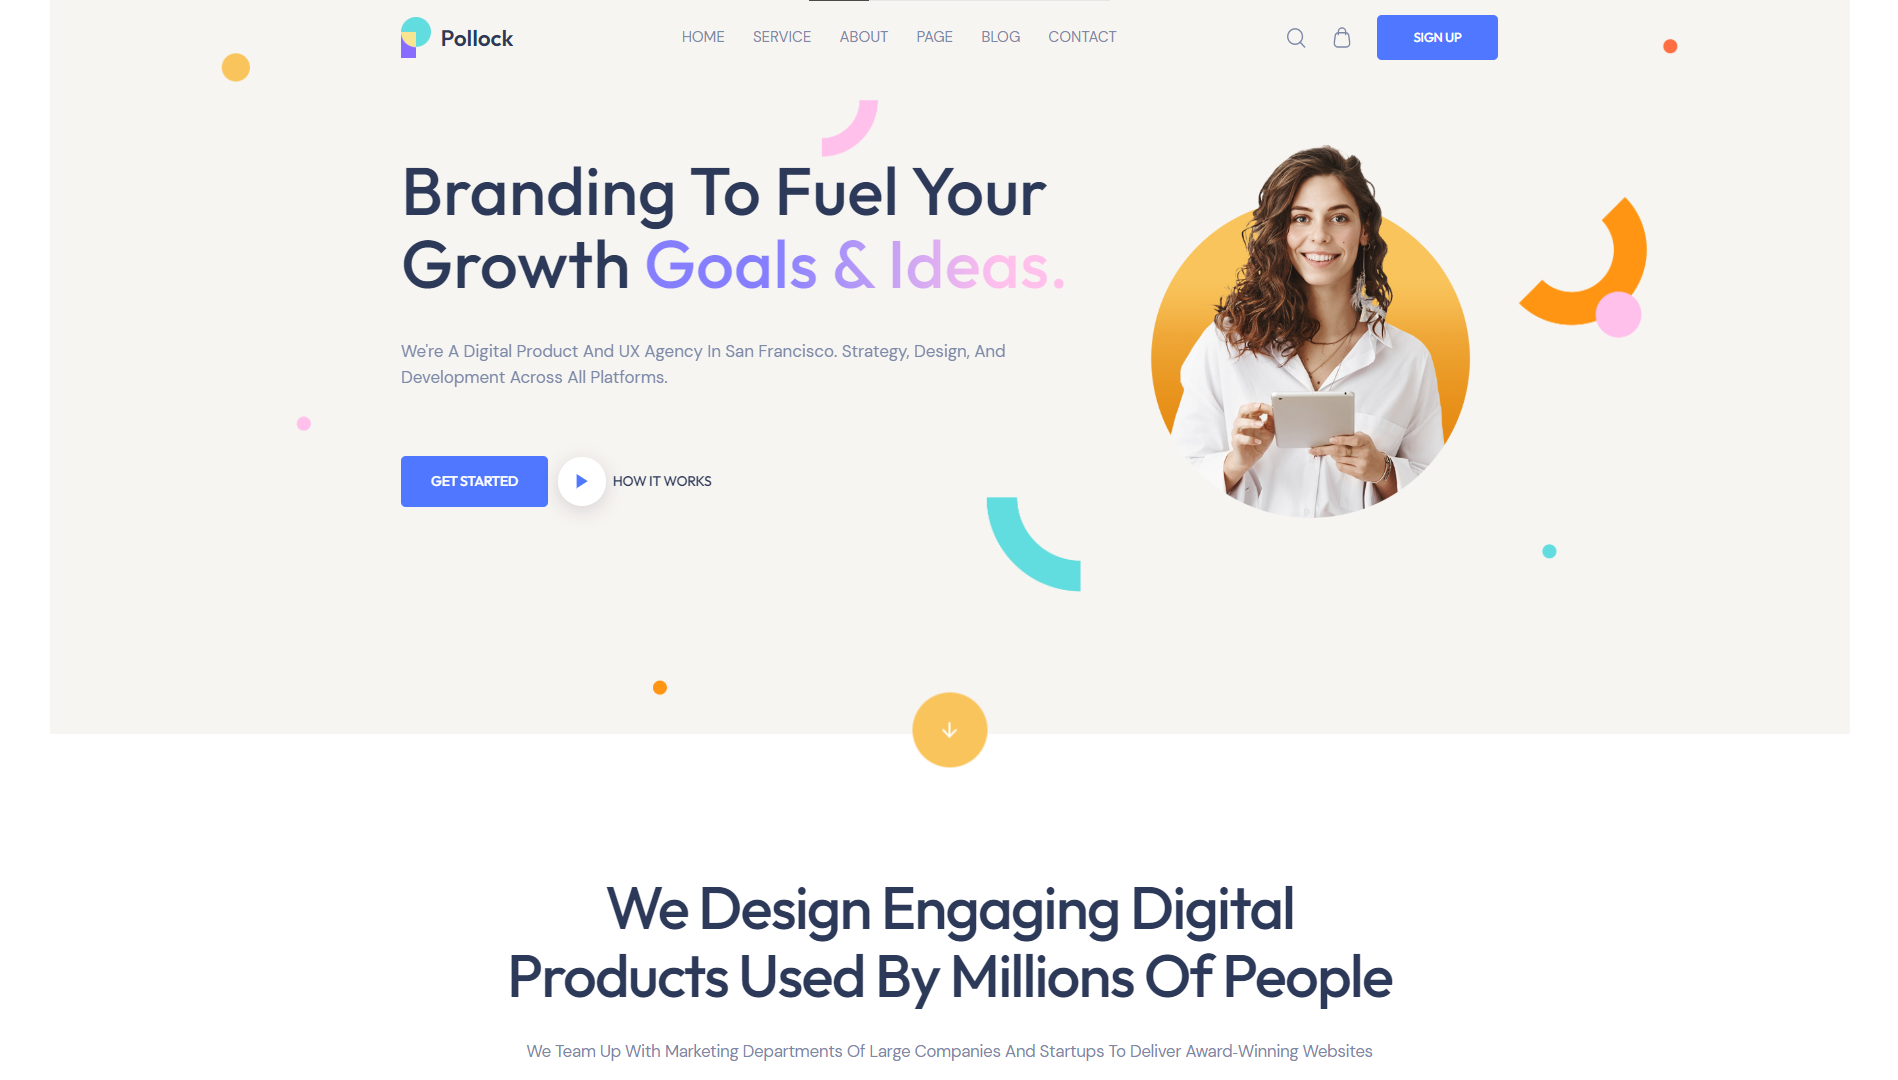 Pollock
HOME SERVICE ABOUT PAGE BLOG CONTACT
SIGN UP
Branding To Fuel Your
Growth Goals & Ideas.
We're A Digital Product And UX Agency In San Francisco. Strategy, Design, And
Development Across All Platforms.
GET STARTED
HOW IT WORKS
We Design Engaging Digital
Products Used By Millions Of People
We Team Up With Marketing Departments Of Large Companies And Startups To Deliver Award-Winning Websites